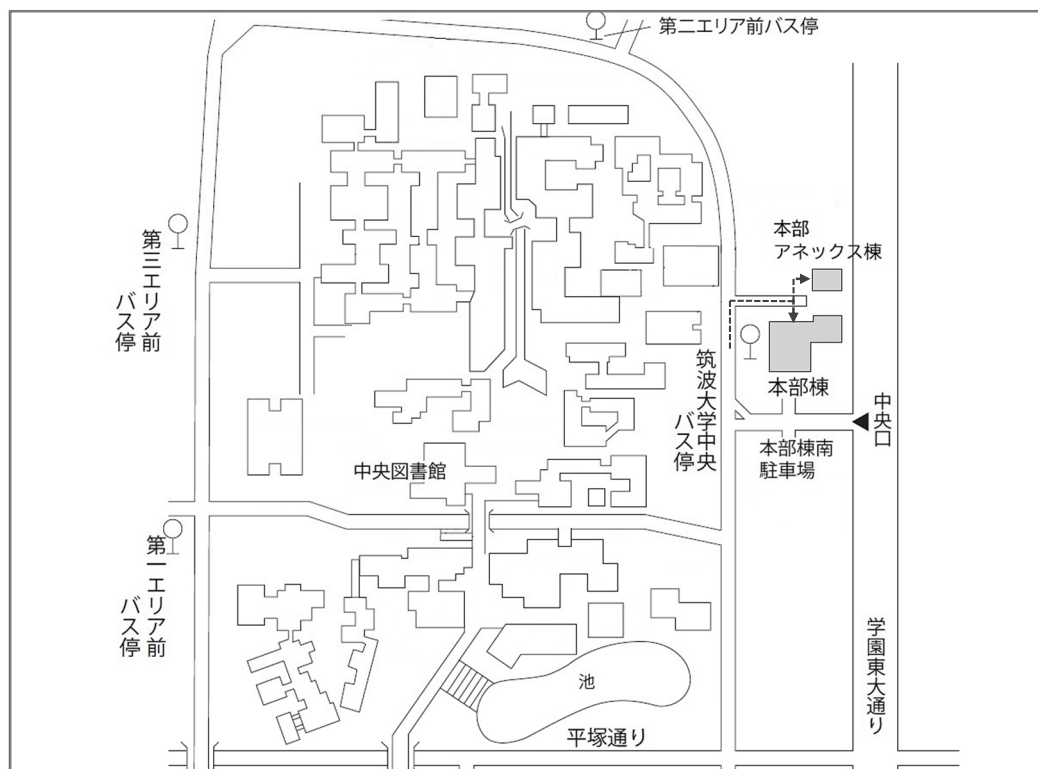 第二エリア前バス停
本部
アネックス棟
第三エリア前
バス停
筑波大学中央
バス停
本部棟
中央口
本部棟南
駐車場
中央図書館
第一エリア前
バス停
学園東大通り
池
平塚通り